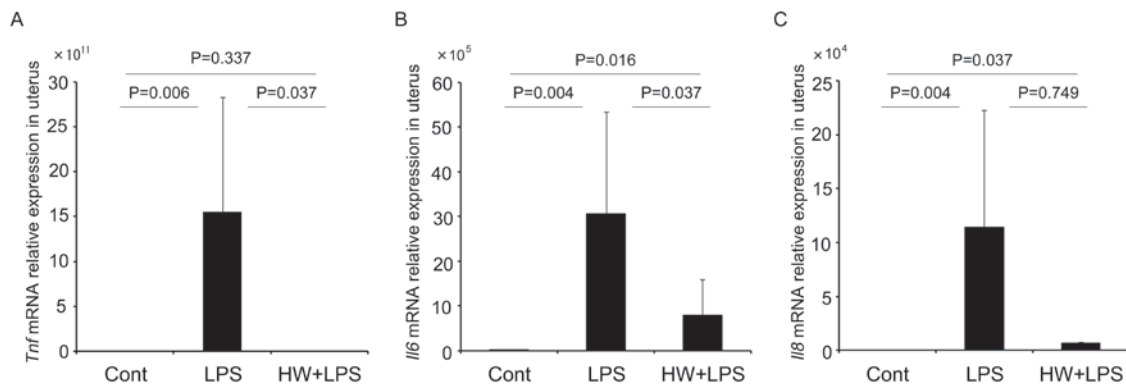 A
×10¹¹
P=0.337
P=0.006
P=0.037
30
25
20
15
10
5
0
Tnf mRNA relative expression in uterus
Cont
LPS
HW+LPS
B
×10⁵
P=0.016
P=0.004
P=0.037
60
50
40
30
20
10
0
Il6 mRNA relative expression in uterus
Cont
LPS
HW+LPS
C
×10⁴
P=0.037
P=0.004
P=0.749
25
20
15
10
5
0
Il8 mRNA relative expression in uterus
Cont
LPS
HW+LPS